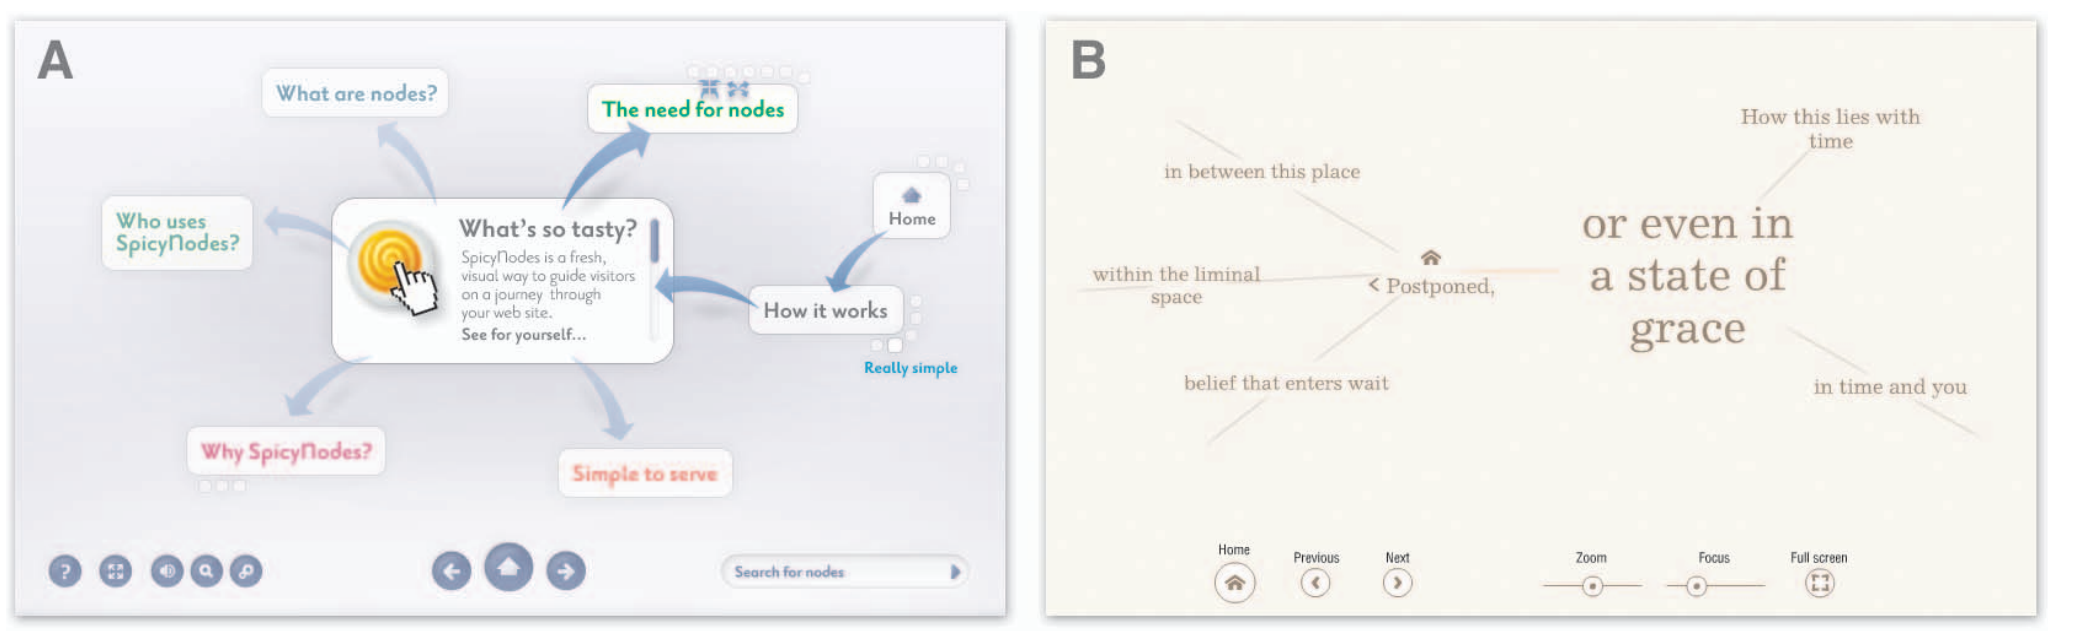 A
What are nodes?
The need for nodes
Who uses
SpicyNodes?
What's so tasty?
SpicyNodes is a fresh,
visual way to guide visitors
on a journey through
your web site.
See for yourself...
Home
How it works
Really simple
Why SpicyNodes?
Simple to serve
?
Search for nodes
B
How this lies with
time
in between this place
or even in
a state of
grace
within the liminal
space
< Postponed,
belief that enters wait
in time and you
Home
Previous
Next
Zoom
Focus
Full screen